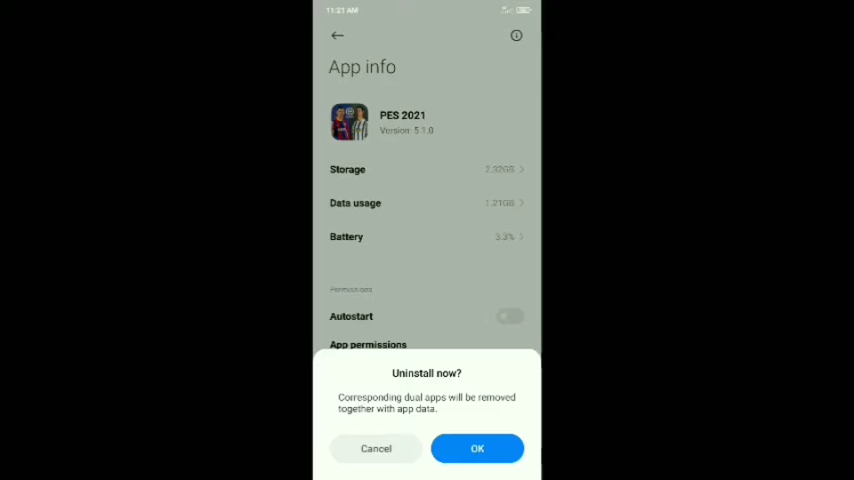 11:21 AM
App info
PES 2021
Version: 5.1.0
Storage
2.32GB
Data usage
1.21GB
Battery
3.3%
Permissions
Autostart
App permissions
Uninstall now?
Corresponding dual apps will be removed
together with app data.
Cancel
OK